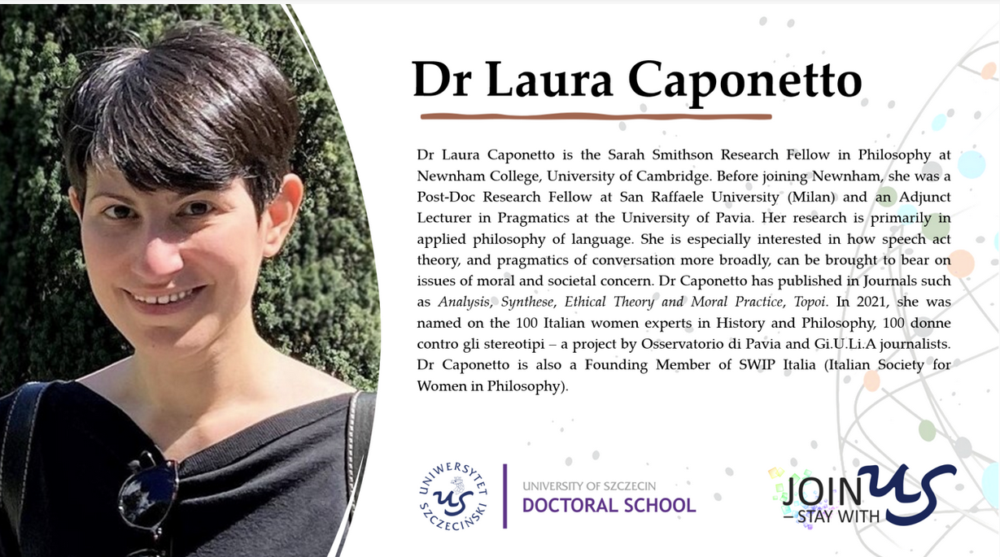 Dr Laura Caponetto
Dr Laura Caponetto is the Sarah Smithson Research Fellow in Philosophy at
Newnham College, University of Cambridge. Before joining Newnham, she was a
Post-Doc Research Fellow at San Raffaele University (Milan) and an Adjunct
Lecturer in Pragmatics at the University of Pavia. Her research is primarily in
applied philosophy of language. She is especially interested in how speech act
theory, and pragmatics of conversation more broadly, can be brought to bear on
issues of moral and societal concern. Dr Caponetto has published in Journals such
as Analysis, Synthese, Ethical Theory and Moral Practice, Topoi. In 2021, she was
named on the 100 Italian women experts in History and Philosophy, 100 donne
contro gli stereotipi – a project by Osservatorio di Pavia and Gi.U.Li.A journalists.
Dr Caponetto is also a Founding Member of SWIP Italia (Italian Society for
Women in Philosophy).
UNIWERSYTET
us
SZCZECIŃSKI
UNIVERSITY OF SZCZECIN
DOCTORAL SCHOOL
JOIN us
– STAY WITH